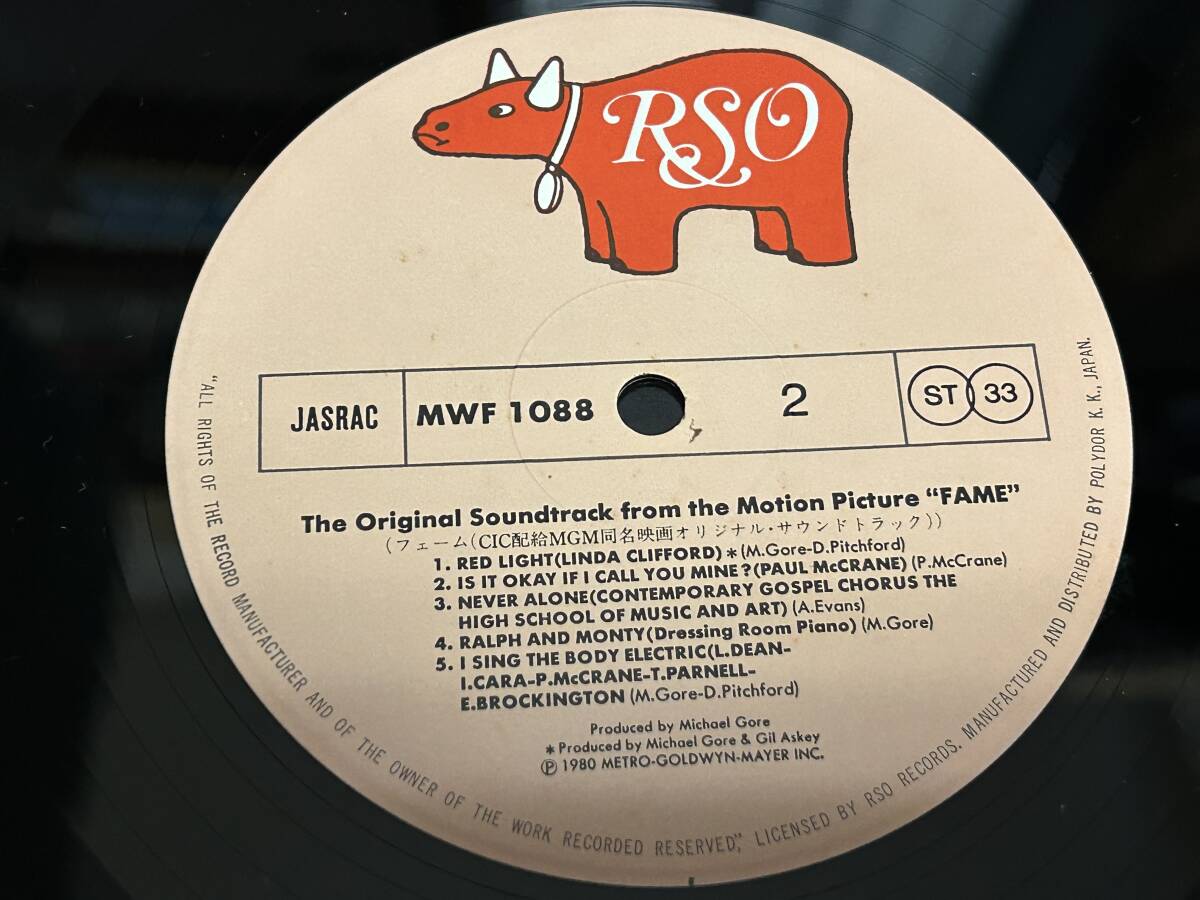 RSO
JASRAC
MWF 1088
2
ST 33
The Original Soundtrack from the Motion Picture “FAME”
(フェーム(CIC配給MGM同名映画オリジナル・サウンドトラック))
1. RED LIGHT(LINDA CLIFFORD)*(M.Gore-D.Pitchford)
2. IS IT OKAY IF I CALL YOU MINE?(PAUL McCRANE)(P.McCrane)
3. NEVER ALONE(CONTEMPORARY GOSPEL CHORUS THE
HIGH SCHOOL OF MUSIC AND ART)(A.Evans)
4. RALPH AND MONTY(Dressing Room Piano)(M.Gore)
5. I SING THE BODY ELECTRIC(L.DEAN-
I.CARA-P.McCRANE-T.PARNELL-
E.BROCKINGTON(M.Gore-D.Pitchford)
Produced by Michael Gore
*Produced by Michael Gore & Gil Askey
Ⓟ 1980 METRO-GOLDWYN-MAYER INC.
“ALL RIGHTS OF THE RECORD MANUFACTURER AND OF THE OWNER OF THE WORK RECORDED RESERVED”, LICENSED BY RSO RECORDS. MANUFACTURED AND DISTRIBUTED BY POLYDOR K. K., JAPAN.